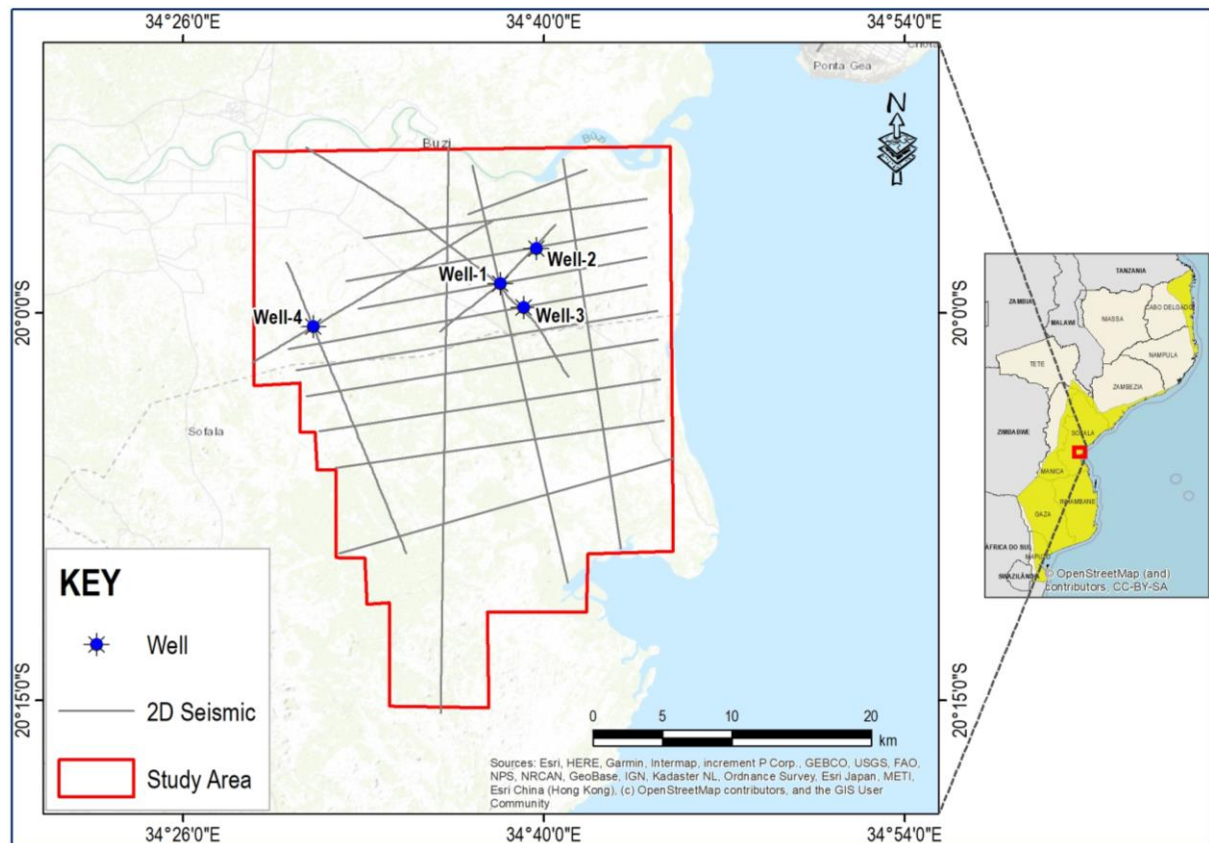 34°26'0"E
34°40'0"E
34°54'0"E
Ponta Gea
N
Buzi
Búzi
Well-2
Well-1
Well-3
Well-4
20°0'0"S
20°0'0"S
Sofala
KEY
Well
2D Seismic
Study Area
20°15'0"S
20°15'0"S
0 5 10 20
km
Sources: Esri, HERE, Garmin, Intermap, increment P Corp., GEBCO, USGS, FAO,
NPS, NRCAN, GeoBase, IGN, Kadaster NL, Ordnance Survey, Esri Japan, METI,
Esri China (Hong Kong), (c) OpenStreetMap contributors, and the GIS User
Community
34°26'0"E
34°40'0"E
34°54'0"E
TANZANIA
ZAMBIA
CABO DELGADO
NIASSA
MALAWI
NAMPULA
TETE
ZAMBEZIA
ZIMBABWE
SOFALA
MANICA
INHAMBANE
GAZA
AFRICA DO SUL
SWAZILÂND
© OpenStreetMap (and)
contributors, CC-BY-SA